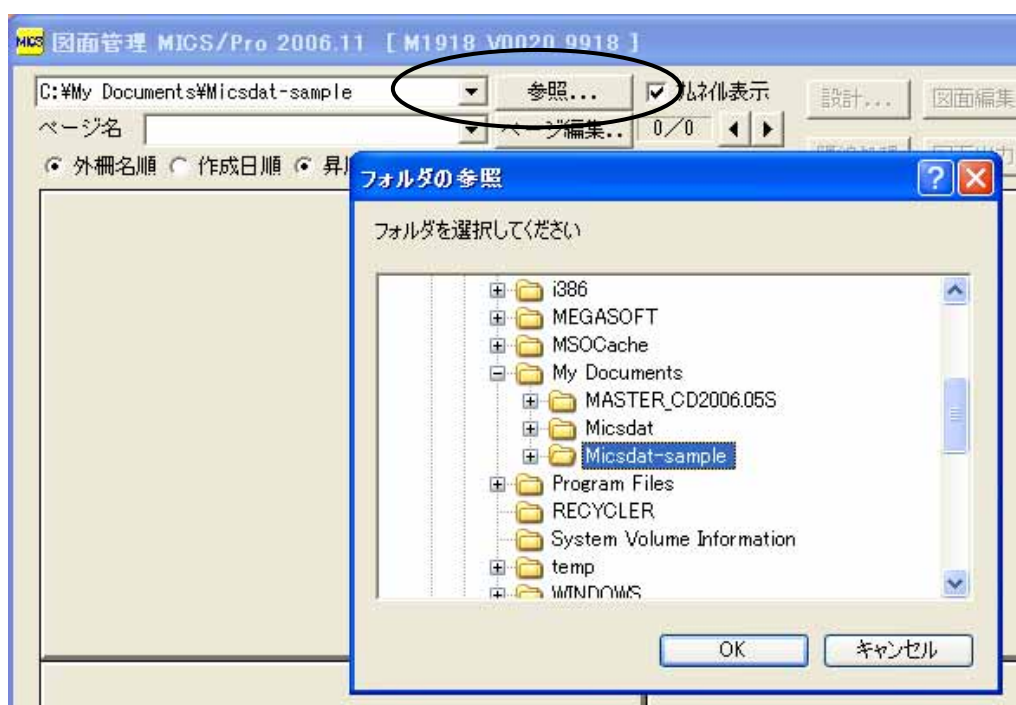 MICS 図面管理 MICS/Pro 2006.11 [ M1918 V0020 9918 ]
C:¥My Documents¥Micsdat-sample 参照... ｻﾑﾈｲﾙ表示 設計... 図面編集
ページ名 ページ編集.. 0/0
外柵名順 作成日順 昇
フォルダの参照
フォルダを選択してください
i386
MEGASOFT
MSOCache
My Documents
MASTER_CD2006.05S
Micsdat
Micsdat-sample
Program Files
RECYCLER
System Volume Information
temp
WINDOWS
OK キャンセル